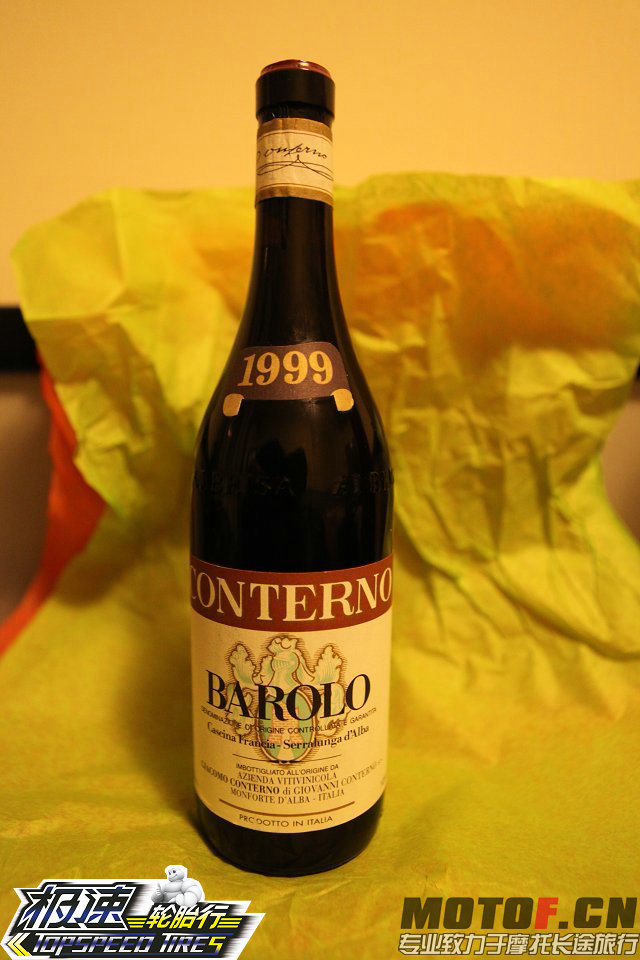 onferno
1999
CONTERNO
BAROLO
DENOMINAZIONE DI ORIGINE CONTROLLATA E GARANTITA
Cascina Francia - Serralunga d'Alba
IMBOTTIGLIATO ALL'ORIGINE DA
AZIENDA VITIVINICOLA
GIACOMO CONTERNO di GIOVANNI CONTERNO
MONFORTE D'ALBA - ITALIA
PRODOTTO IN ITALIA
极速轮胎行
TOPSPEED TIRES
MOTOF.CN
专业致力于摩托长途旅行